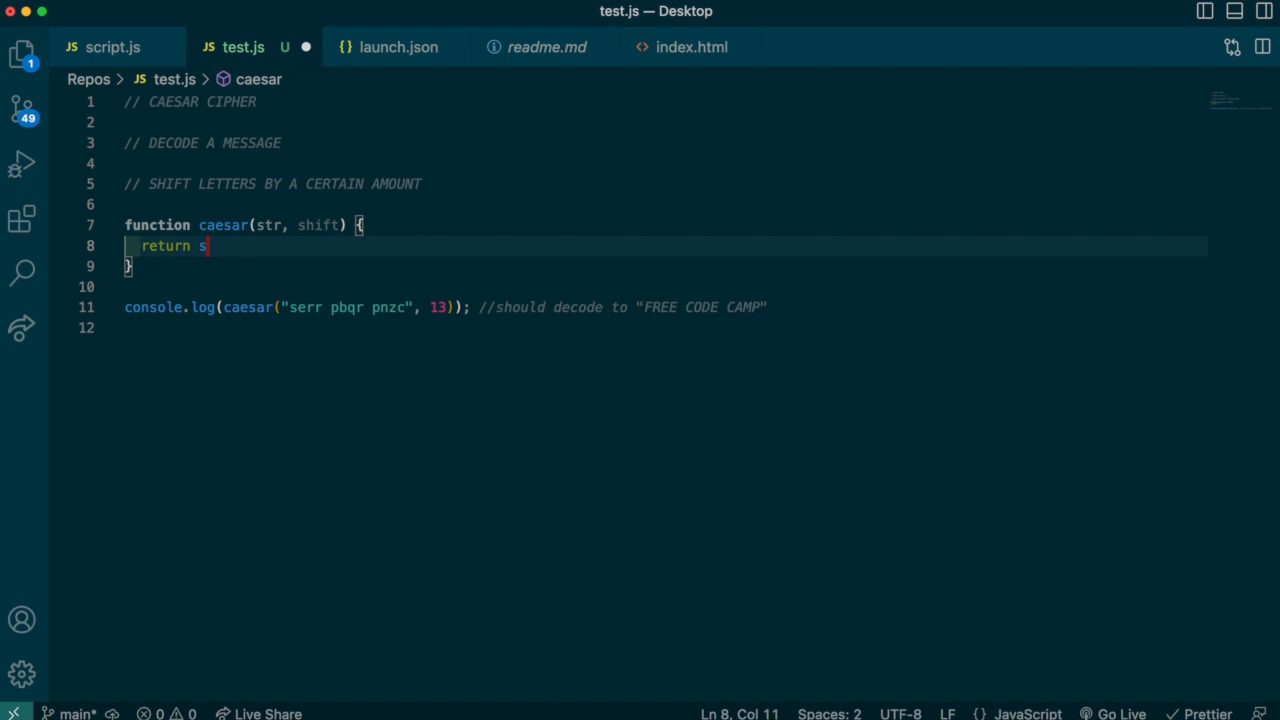 test.js — Desktop
JS script.js JS test.js U {} launch.json readme.md <> index.html
1
Repos > JS test.js > caesar
49
1 // CAESAR CIPHER
2
3 // DECODE A MESSAGE
4
5 // SHIFT LETTERS BY A CERTAIN AMOUNT
6
7 function caesar(str, shift) {
8 return s
9 }
10
11 console.log(caesar("serr pbqr pnzc", 13)); //should decode to "FREE CODE CAMP"
12
main* 0 0 Live Share Ln 8, Col 11 Spaces: 2 UTF-8 LF {} JavaScript Go Live Prettier